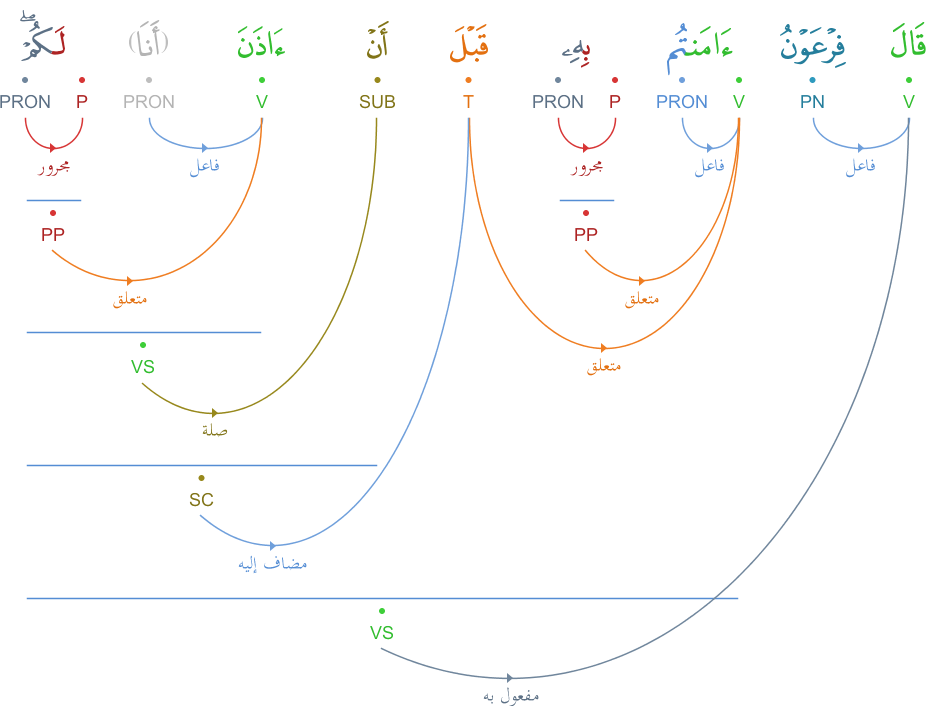 قَالَ فِرْعَوْنُ ءَامَنتُم بِهِۦ قَبْلَ أَنْ ءَاذَنَ (أَنَا) لَكُمْۖ
V PN V PRON P PRON T SUB V PRON P PRON
فاعل فاعل مجرور فاعل مجرور
PP PP
متعلق متعلق
متعلق
VS
صلة
SC
مضاف إليه
VS
مفعول به